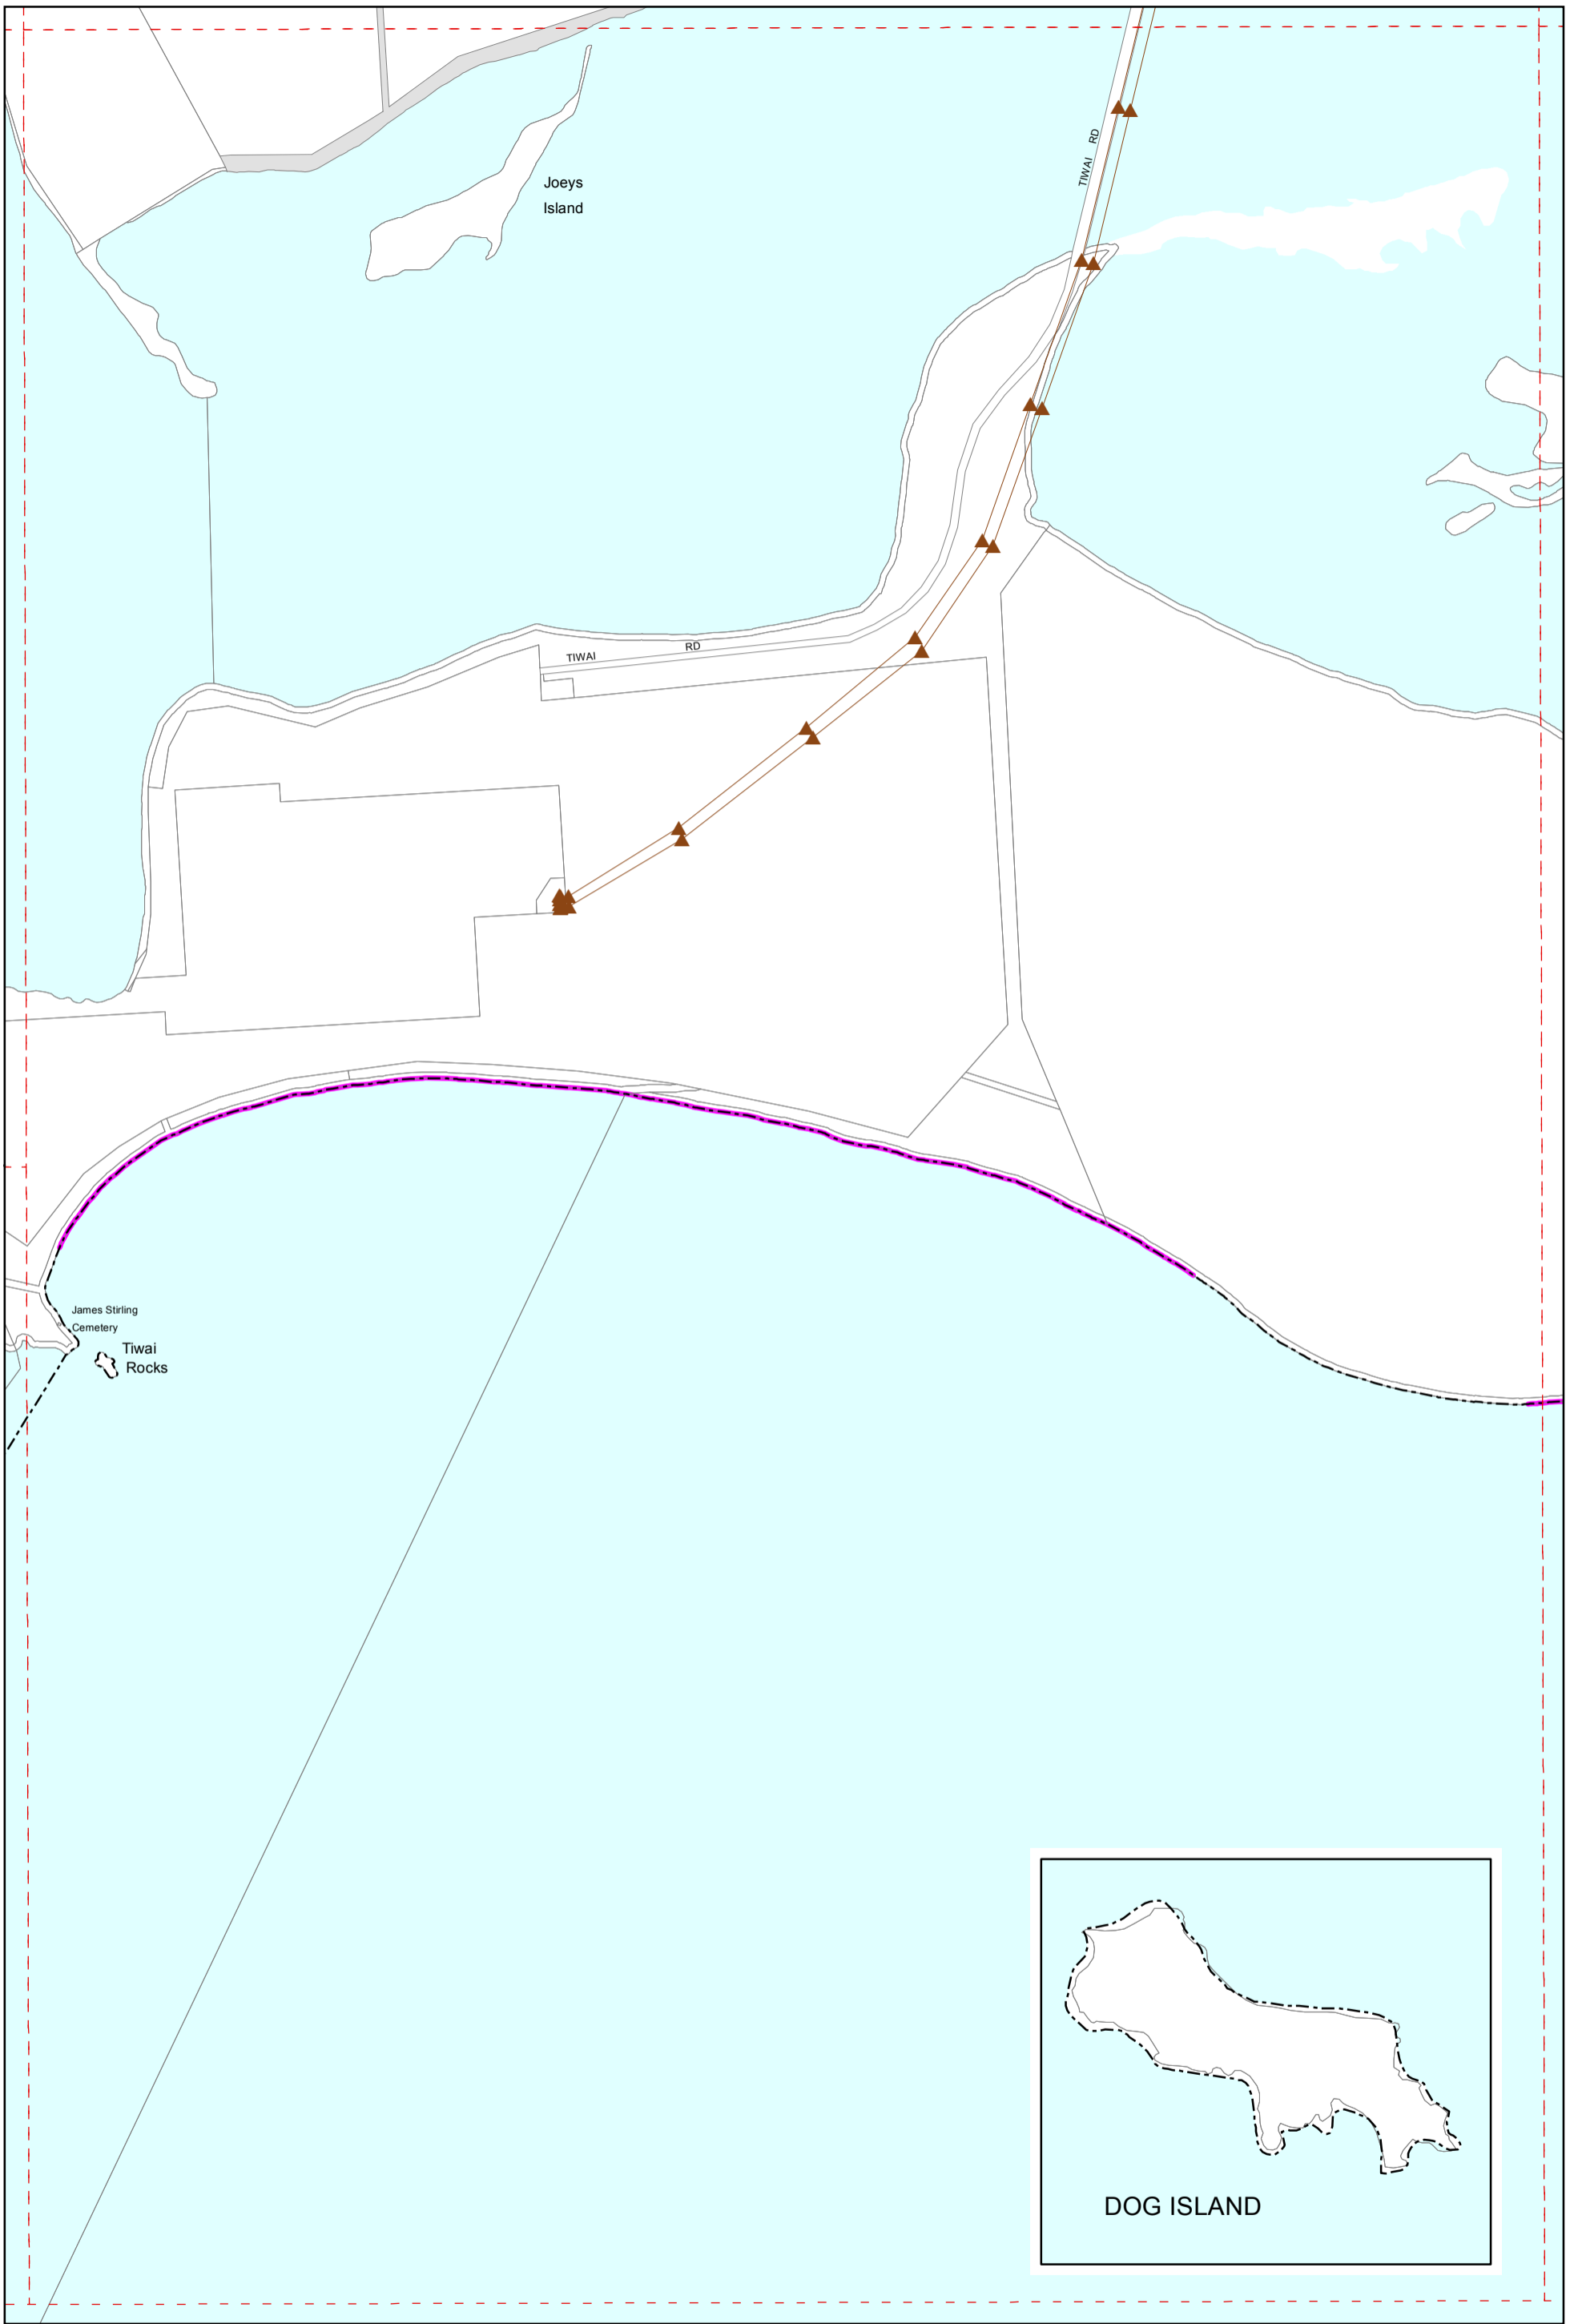 TIWAI RD
Joeys
Island
TIWAI RD
James Stirling
Cemetery
Tiwai
Rocks
DOG ISLAND